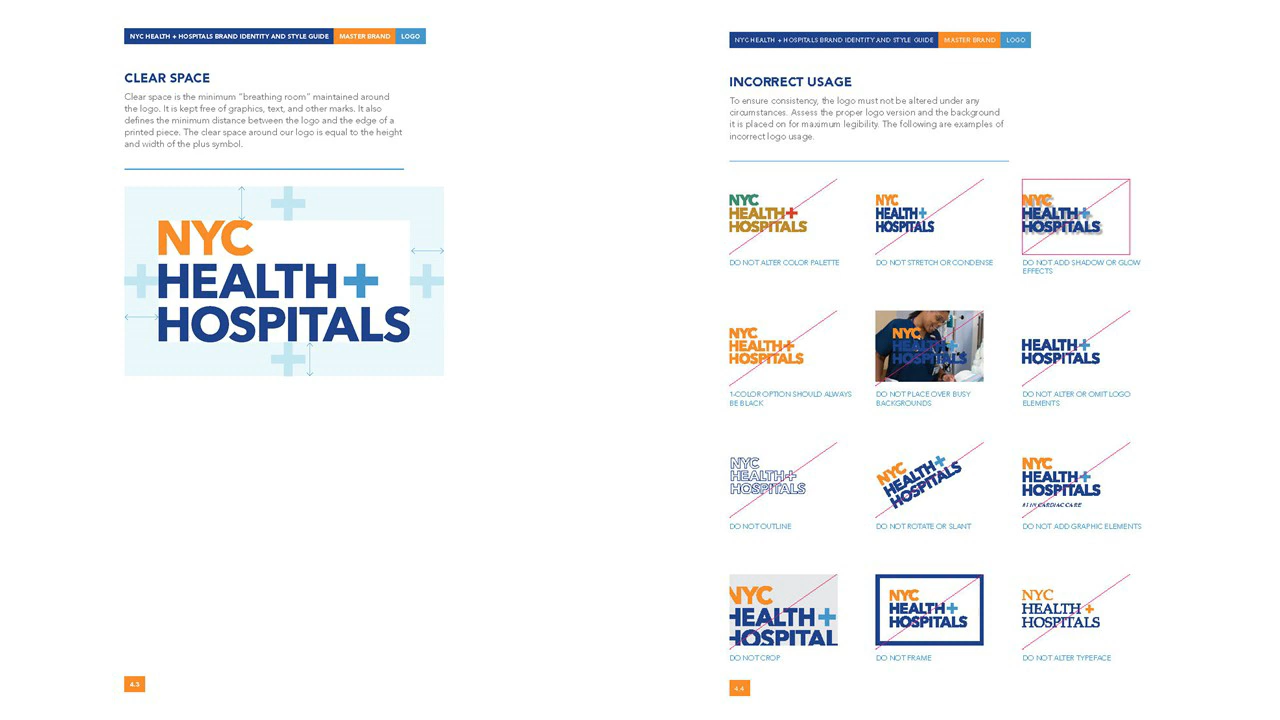 NYC HEALTH + HOSPITALS BRAND IDENTITY AND STYLE GUIDE MASTER BRAND LOGO
CLEAR SPACE
Clear space is the minimum “breathing room” maintained around
the logo. It is kept free of graphics, text, and other marks. It also
defines the minimum distance between the logo and the edge of a
printed piece. The clear space around our logo is equal to the height
and width of the plus symbol.
NYC
HEALTH+
HOSPITALS
4.3
NYC HEALTH + HOSPITALS BRAND IDENTITY AND STYLE GUIDE MASTER BRAND LOGO
INCORRECT USAGE
To ensure consistency, the logo must not be altered under any
circumstances. Assess the proper logo version and the background
it is placed on for maximum legibility. The following are examples of
incorrect logo usage.
NYC
HEALTH+
HOSPITALS
DO NOT ALTER COLOR PALETTE
NYC
HEALTH+
HOSPITALS
DO NOT STRETCH OR CONDENSE
NYC
HEALTH+
HOSPITALS
DO NOT ADD SHADOW OR GLOW
EFFECTS
NYC
HEALTH+
HOSPITALS
1-COLOR OPTION SHOULD ALWAYS
BE BLACK
NYC
HEALTH+
HOSPITALS
DO NOT PLACE OVER BUSY
BACKGROUNDS
HEALTH+
HOSPITALS
DO NOT ALTER OR OMIT LOGO
ELEMENTS
NYC
HEALTH+
HOSPITALS
DO NOT OUTLINE
NYC
HEALTH+
HOSPITALS
DO NOT ROTATE OR SLANT
NYC
HEALTH+
HOSPITALS
#1 IN CARDIAC CARE
DO NOT ADD GRAPHIC ELEMENTS
NYC
HEALTH+
HOSPITAL
DO NOT CROP
NYC
HEALTH+
HOSPITALS
DO NOT FRAME
NYC
HEALTH +
HOSPITALS
DO NOT ALTER TYPEFACE
4.4